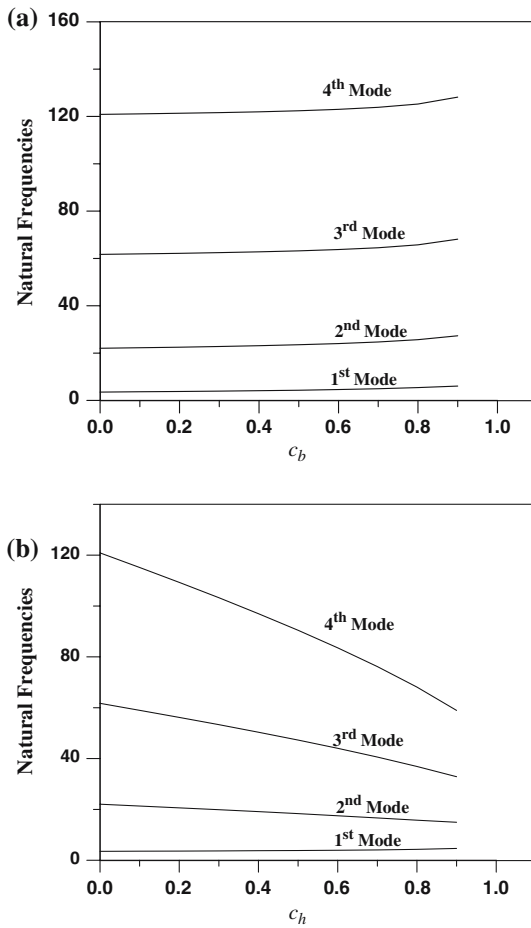 (a)
160
120
80
40
0
Natural Frequencies
4th Mode
3rd Mode
2nd Mode
1st Mode
0.0 0.2 0.4 0.6 0.8 1.0
c_b
(b)
120
80
40
0
Natural Frequencies
4th Mode
3rd Mode
2nd Mode
1st Mode
0.0 0.2 0.4 0.6 0.8 1.0
c_h